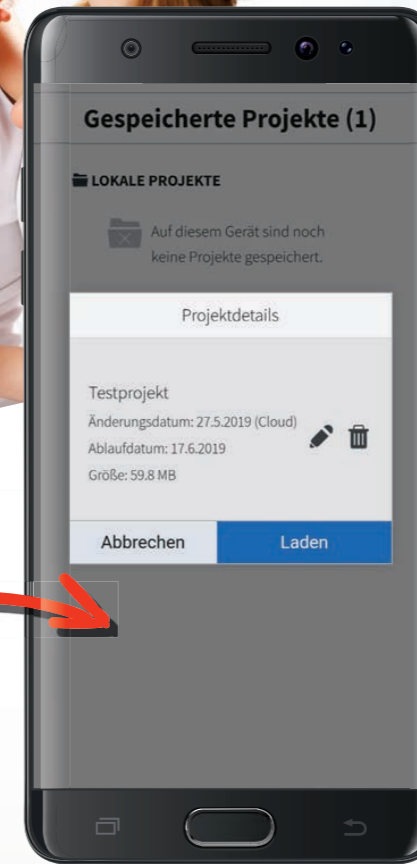 Gespeicherte Projekte (1)
LOKALE PROJEKTE
Auf diesem Gerät sind noch
keine Projekte gespeichert.
Projektdetails
Testprojekt
Änderungsdatum: 27.5.2019 (Cloud)
Ablaufdatum: 17.6.2019
Größe: 59.8 MB
Abbrechen Laden